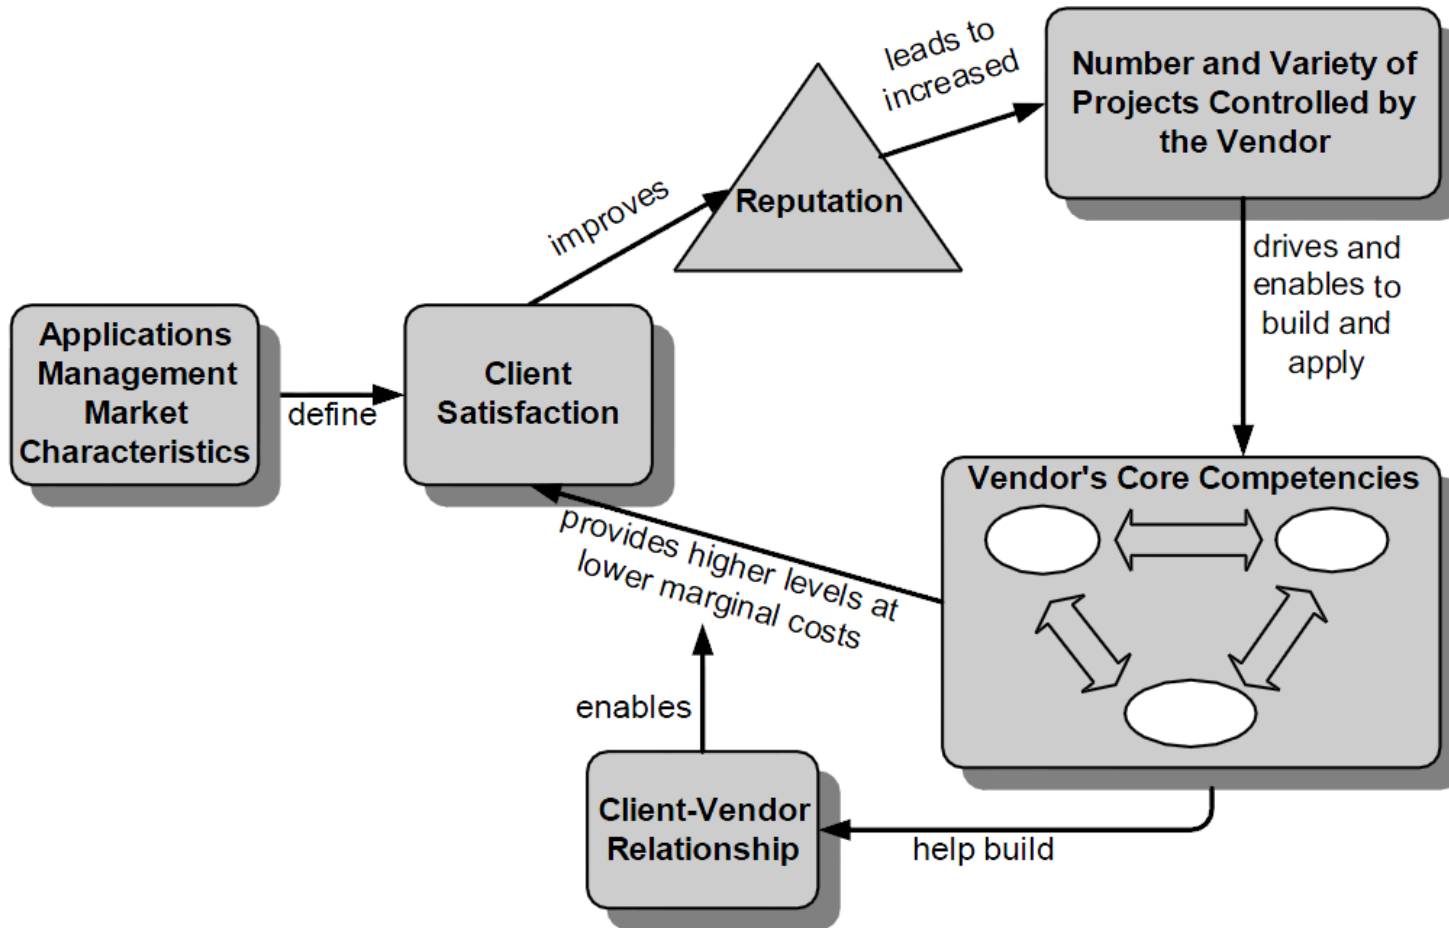 leads to
increased
Number and Variety of
Projects Controlled by
the Vendor
improves
Reputation
drives and
enables to
build and
apply
Applications
Management
Market
Characteristics
define
Client
Satisfaction
Vendor's Core Competencies
provides higher levels at
lower marginal costs
enables
Client-Vendor
Relationship
help build